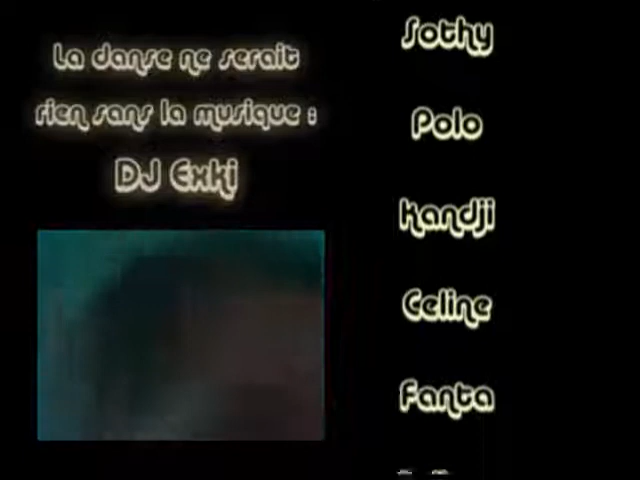 La danse ne serait
rien sans la musique :
DJ Exki
Sothy
Polo
Kandji
Celine
Fanta